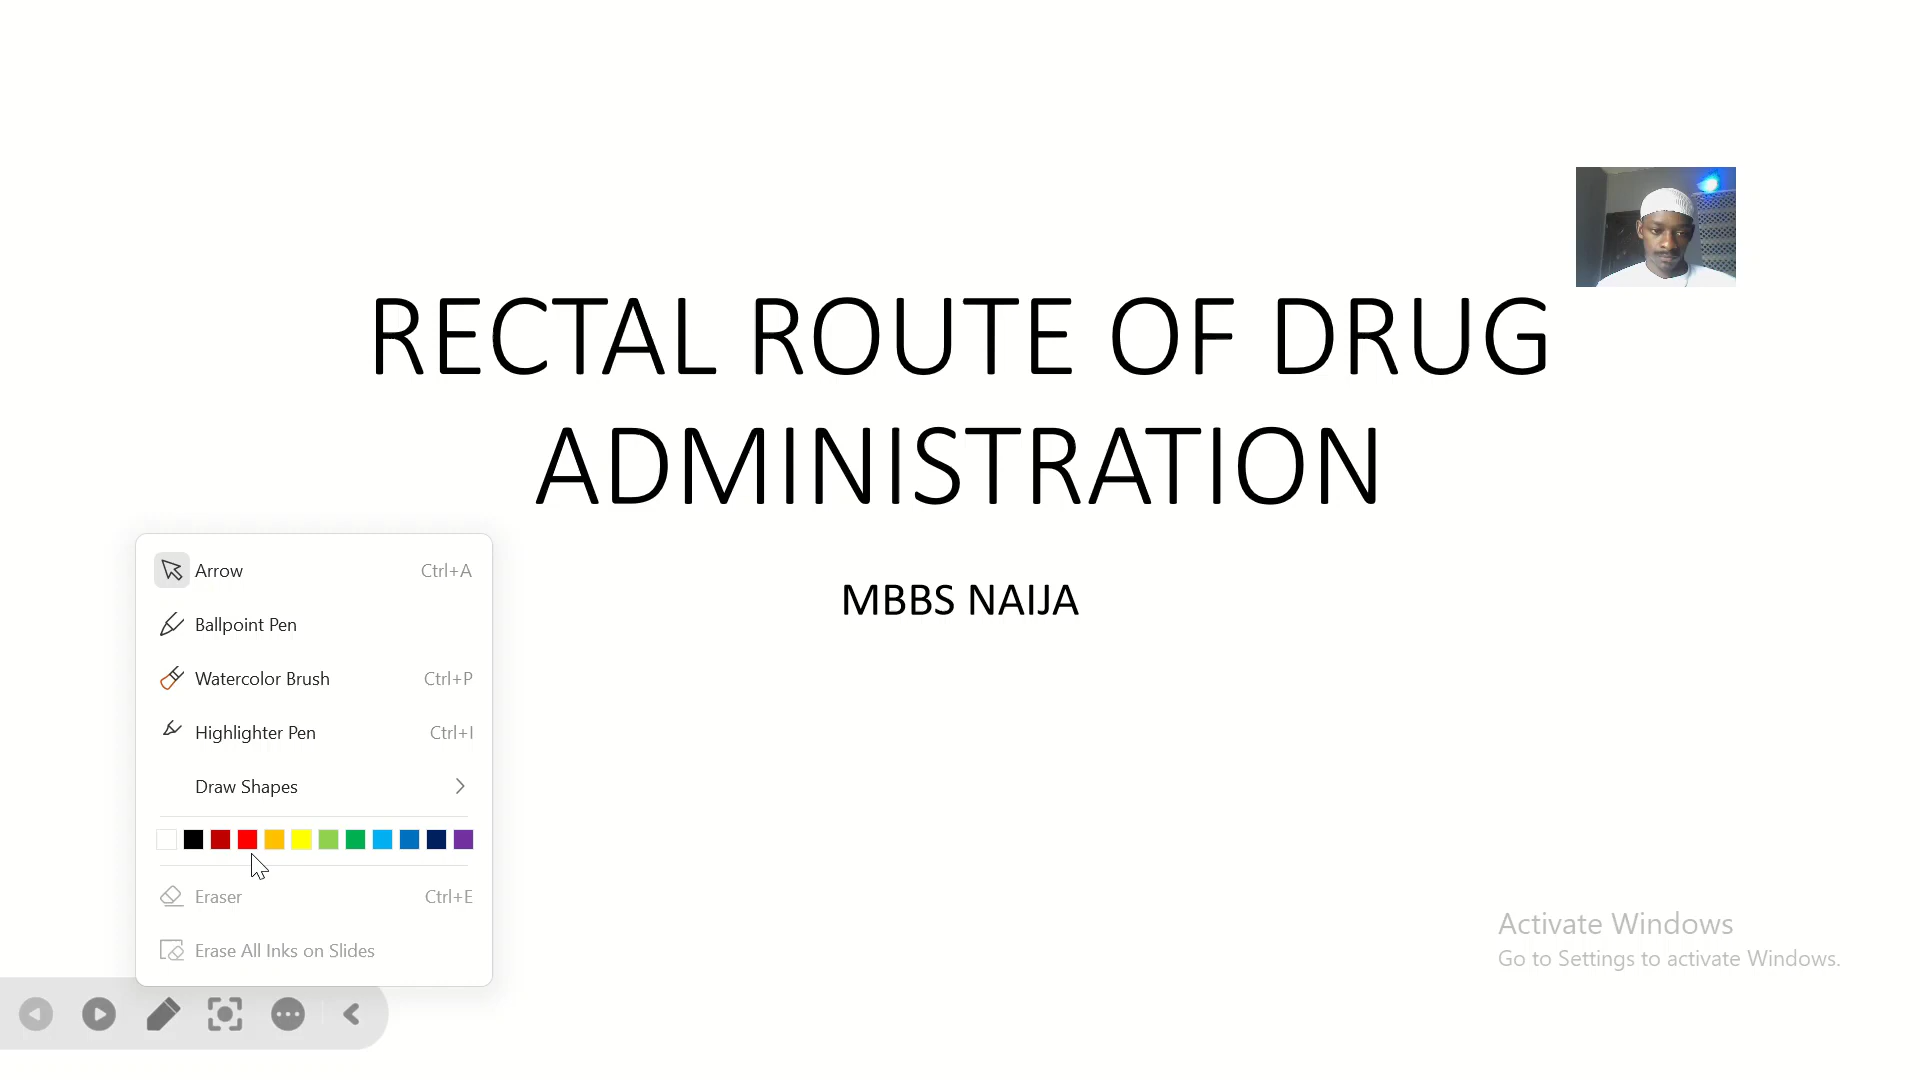 RECTAL ROUTE OF DRUG
ADMINISTRATION
MBBS NAIJA
Arrow Ctrl+A
Ballpoint Pen
Watercolor Brush Ctrl+P
Highlighter Pen Ctrl+I
Draw Shapes
Eraser Ctrl+E
Erase All Inks on Slides
Activate Windows
Go to Settings to activate Windows.